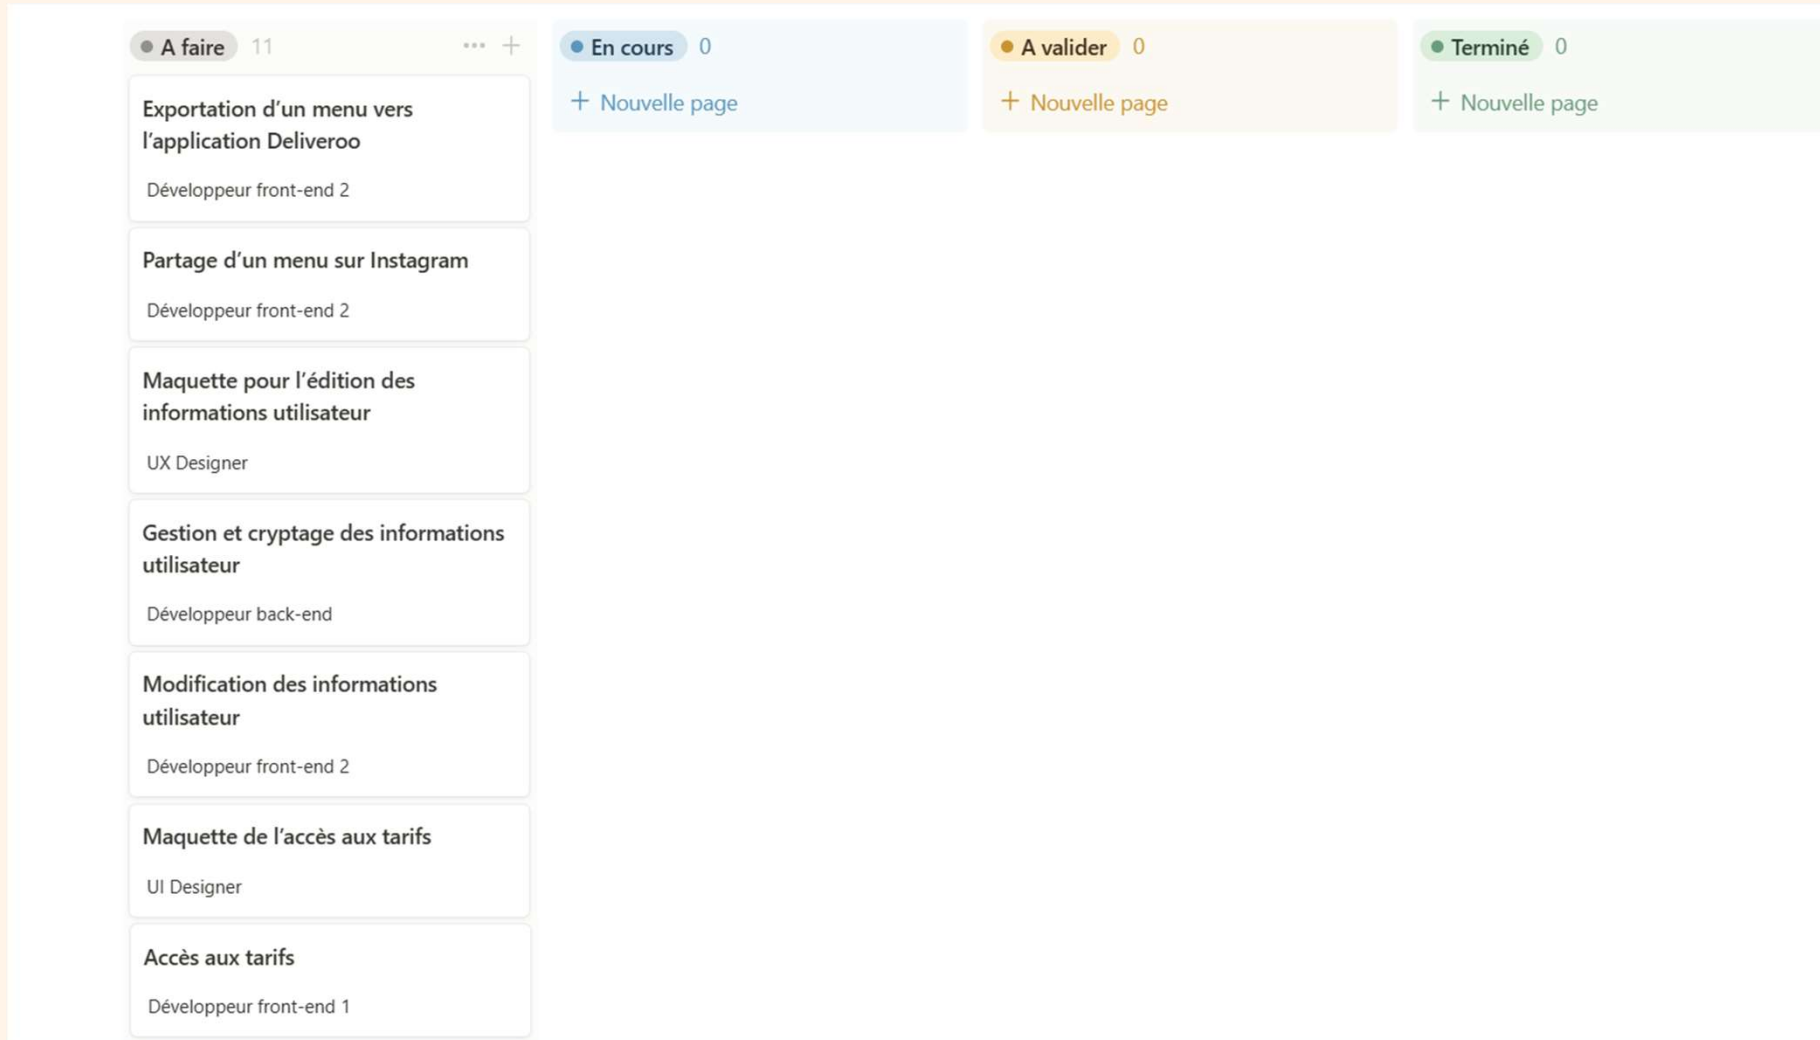 A faire 11
Exportation d’un menu vers
l’application Deliveroo
Développeur front-end 2
Partage d’un menu sur Instagram
Développeur front-end 2
Maquette pour l’édition des
informations utilisateur
UX Designer
Gestion et cryptage des informations
utilisateur
Développeur back-end
Modification des informations
utilisateur
Développeur front-end 2
Maquette de l’accès aux tarifs
UI Designer
Accès aux tarifs
Développeur front-end 1
En cours 0
+ Nouvelle page
A valider 0
+ Nouvelle page
Terminé 0
+ Nouvelle page